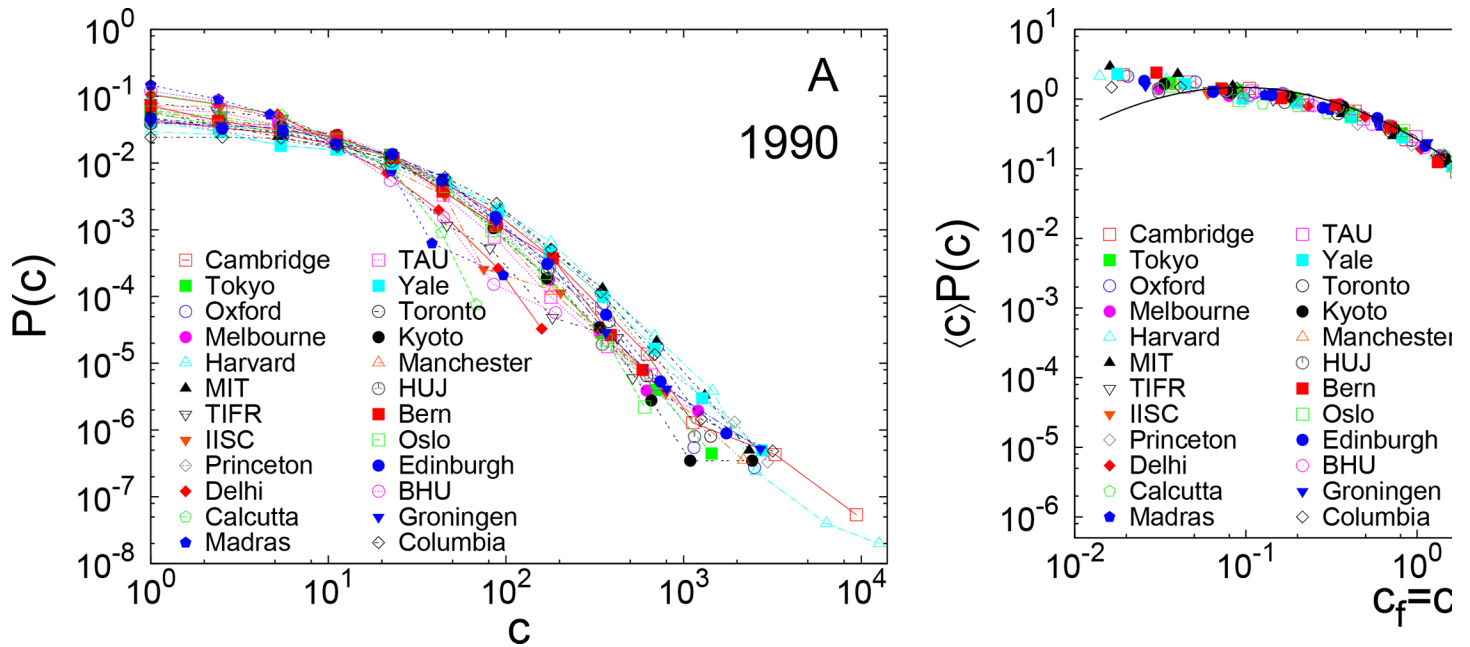 A
1990
P(c)
10^0
10^-1
10^-2
10^-3
10^-4
10^-5
10^-6
10^-7
10^-8
Cambridge TAU
Tokyo Yale
Oxford Toronto
Melbourne Kyoto
Harvard Manchester
MIT HUJ
TIFR Bern
IISC Oslo
Princeton Edinburgh
Delhi BHU
Calcutta Groningen
Madras Columbia
10^0 10^1 10^2 10^3 10^4
c
⟨c⟩P(c)
10^1
10^0
10^-1
10^-2
10^-3
10^-4
10^-5
10^-6
Cambridge TAU
Tokyo Yale
Oxford Toronto
Melbourne Kyoto
Harvard Manchester
MIT HUJ
TIFR Bern
IISC Oslo
Princeton Edinburgh
Delhi BHU
Calcutta Groningen
Madras Columbia
10^-2 10^-1 10^0
c_f=c